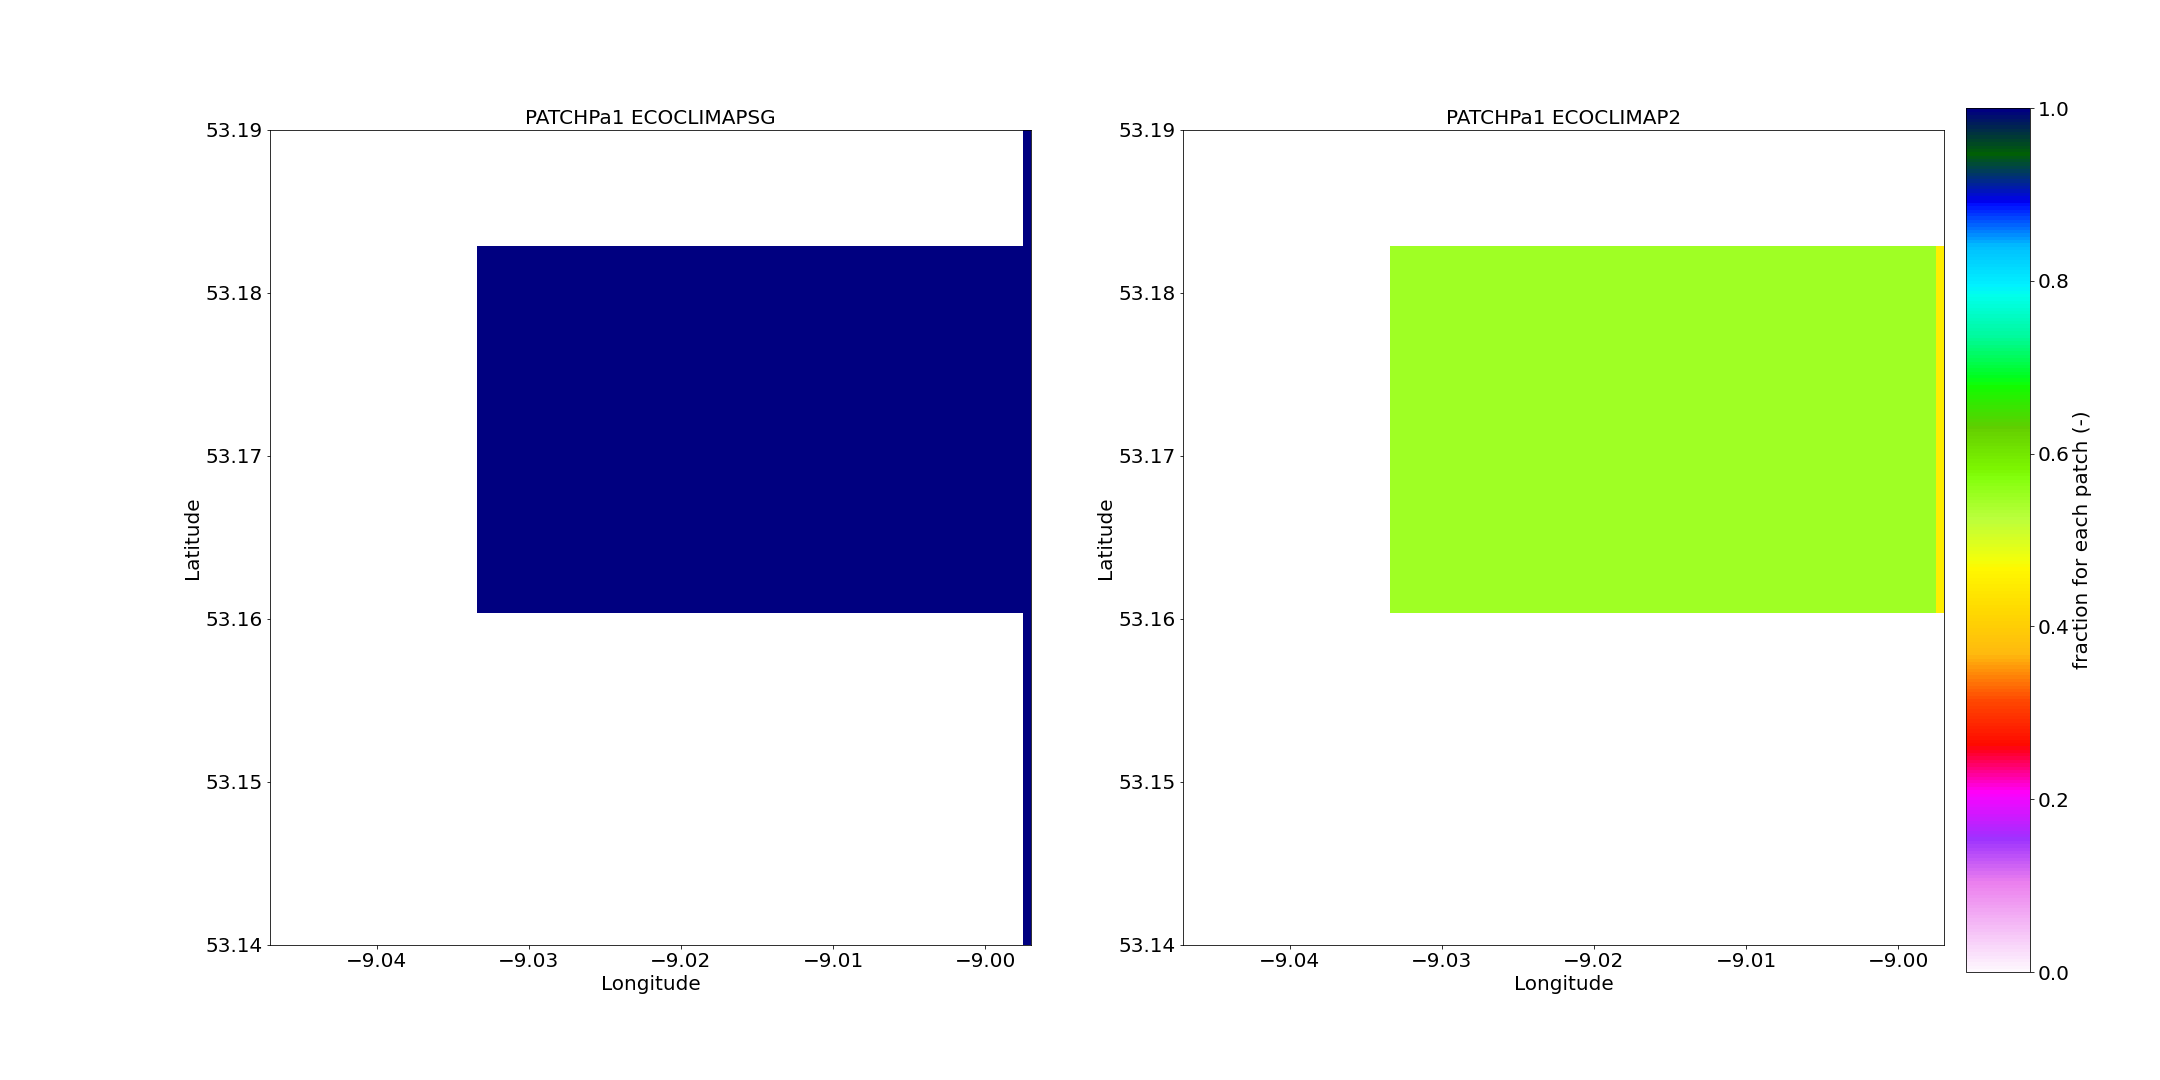 PATCHPa1 ECOCLIMAPSG
53.19
53.18
53.17
53.16
53.15
53.14
Latitude
−9.04 −9.03 −9.02 −9.01 −9.00
Longitude
PATCHPa1 ECOCLIMAP2
53.19
53.18
53.17
53.16
53.15
53.14
Latitude
−9.04 −9.03 −9.02 −9.01 −9.00
Longitude
1.0
0.8
0.6
0.4
0.2
0.0
fraction for each patch (-)